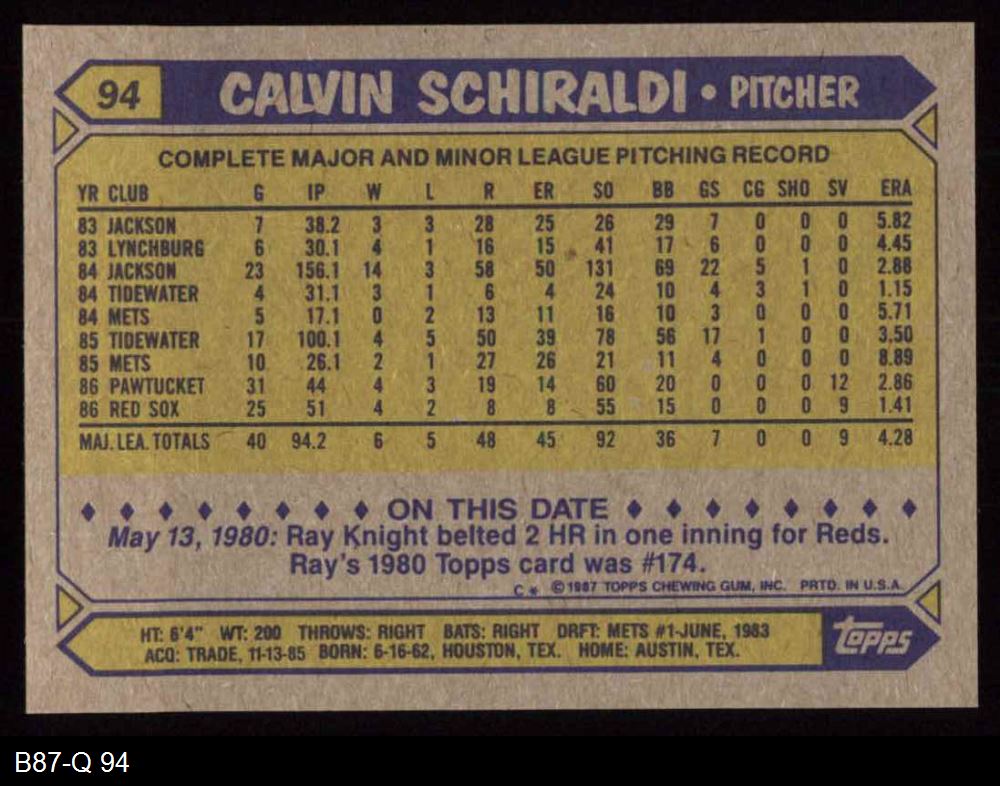 94 CALVIN SCHIRALDI • PITCHER
COMPLETE MAJOR AND MINOR LEAGUE PITCHING RECORD
YR CLUB G IP W L R ER SO BB GS CG SHO SV ERA
83 JACKSON 7 38.2 3 3 28 25 26 29 7 0 0 0 5.82
83 LYNCHBURG 6 30.1 4 1 16 15 41 17 6 0 0 0 4.45
84 JACKSON 23 156.1 14 3 58 50 131 69 22 5 1 0 2.88
84 TIDEWATER 4 31.1 3 1 6 4 24 10 4 3 1 0 1.15
84 METS 5 17.1 0 2 13 11 16 10 3 0 0 0 5.71
85 TIDEWATER 17 100.1 4 5 50 39 78 56 17 1 0 0 3.50
85 METS 10 26.1 2 1 27 26 21 11 4 0 0 0 8.89
86 PAWTUCKET 31 44 4 3 19 14 60 20 0 0 0 12 2.86
86 RED SOX 25 51 4 2 8 8 55 15 0 0 0 9 1.41
MAJ. LEA. TOTALS 40 94.2 6 5 48 45 92 36 7 0 0 9 4.28
♦ ♦ ♦ ♦ ♦ ♦ ♦ ♦ ON THIS DATE ♦ ♦ ♦ ♦ ♦ ♦ ♦ ♦
May 13, 1980: Ray Knight belted 2 HR in one inning for Reds.
Ray's 1980 Topps card was #174.
C* ©1987 TOPPS CHEWING GUM, INC. PRTD. IN U.S.A.
HT: 6'4" WT: 200 THROWS: RIGHT BATS: RIGHT DRFT: METS #1-JUNE, 1983
ACQ: TRADE, 11-13-85 BORN: 6-16-62, HOUSTON, TEX. HOME: AUSTIN, TEX.
topps
B87-Q 94